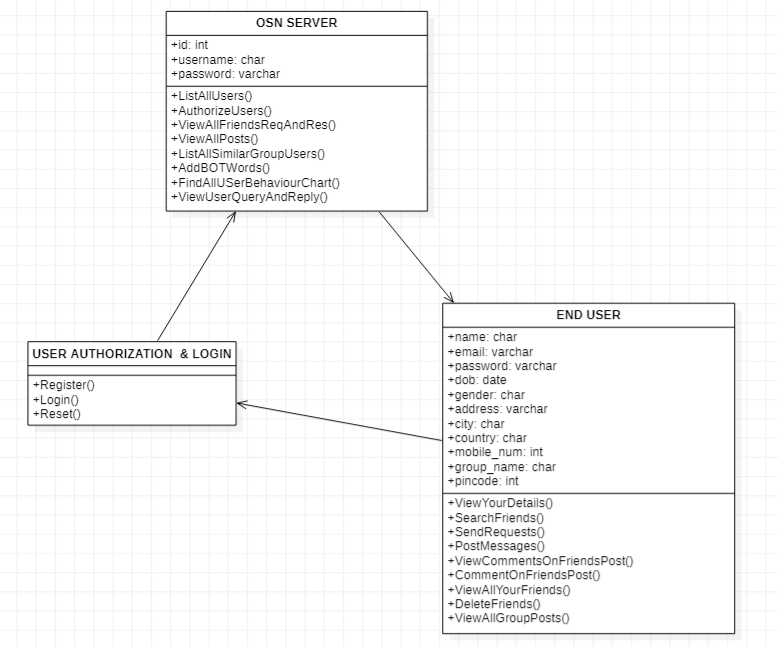 OSN SERVER
+id: int
+username: char
+password: varchar
+ListAllUsers()
+AuthorizeUsers()
+ViewAllFriendsReqAndRes()
+ViewAllPosts()
+ListAllSimilarGroupUsers()
+AddBOTWords()
+FindAllUSerBehaviourChart()
+ViewUserQueryAndReply()
USER AUTHORIZATION & LOGIN
+Register()
+Login()
+Reset()
END USER
+name: char
+email: varchar
+password: varchar
+dob: date
+gender: char
+address: varchar
+city: char
+country: char
+mobile_num: int
+group_name: char
+pincode: int
+ViewYourDetails()
+SearchFriends()
+SendRequests()
+PostMessages()
+ViewCommentsOnFriendsPost()
+CommentOnFriendsPost()
+ViewAllYourFriends()
+DeleteFriends()
+ViewAllGroupPosts()